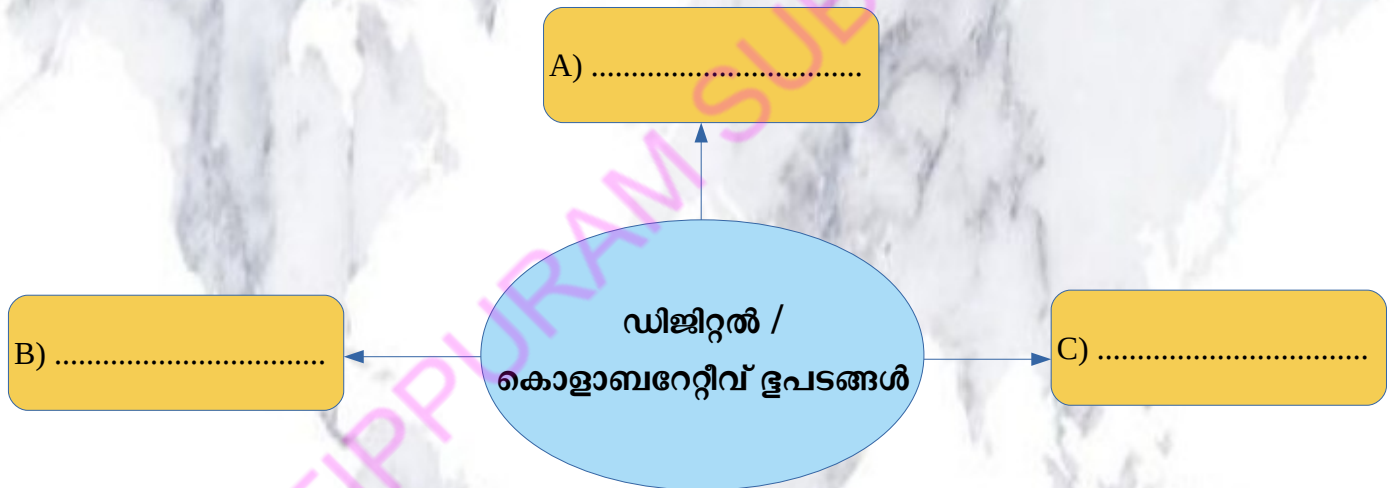 A) .................................
B) .................................
ഡിജിറ്റൽ /
കൊളാബറേറ്റീവ് ഭൂപടങ്ങൾ
C) .................................